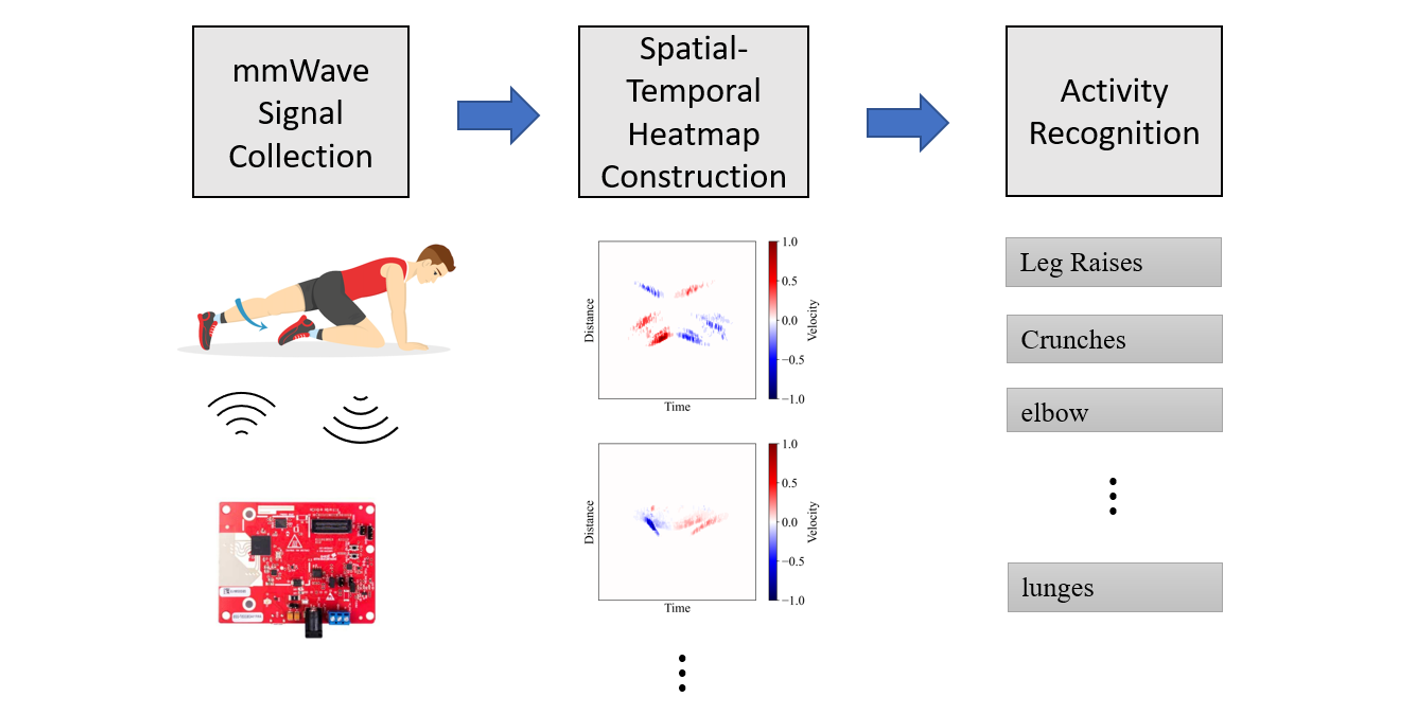 mmWave
Signal
Collection
Spatial-
Temporal
Heatmap
Construction
Activity
Recognition
1.0
0.5
0.0
−0.5
−1.0
Distance
Velocity
Time
1.0
0.5
0.0
−0.5
−1.0
Distance
Velocity
Time
Leg Raises
Crunches
elbow
lunges